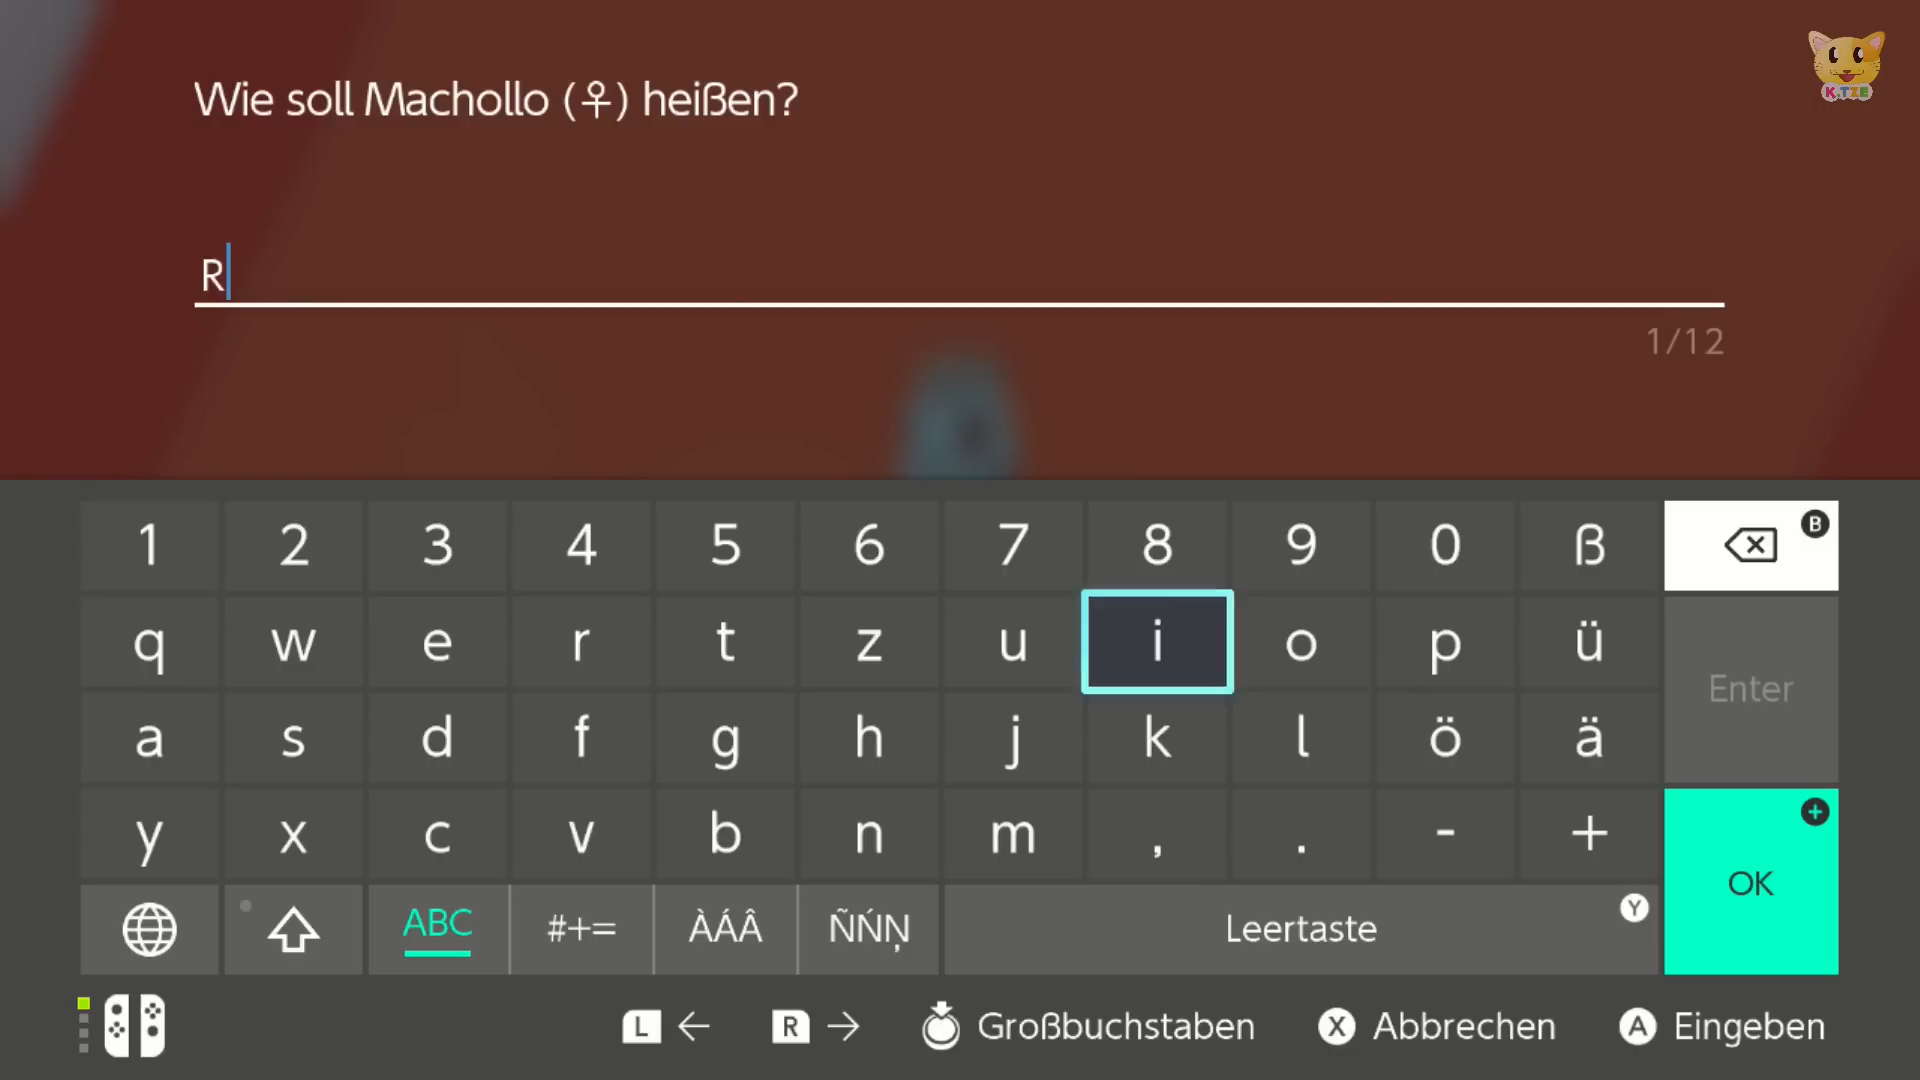 K.TZE
Wie soll Machollo (♀) heißen?
R
1/12
1 2 3 4 5 6 7 8 9 0 ß B
q w e r t z u i o p ü
Enter
a s d f g h j k l ö ä
y x c v b n m , . - +
OK +
ABC #+= ÀÁÂ ÑŃŅ Leertaste Y
L ← R → Großbuchstaben X Abbrechen A Eingeben